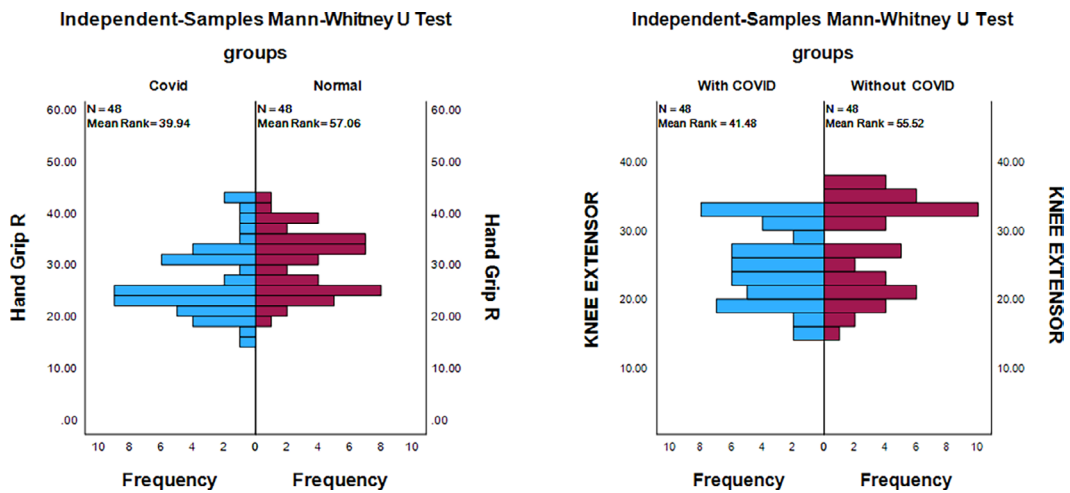 Independent-Samples Mann-Whitney U Test
groups
Covid Normal
60.00 N = 48 N = 48 60.00
Mean Rank= 39.94 Mean Rank= 57.06
50.00 50.00
40.00 40.00
30.00 30.00
20.00 20.00
10.00 10.00
.00 .00
Hand Grip R
Hand Grip R
10 8 6 4 2 0 2 4 6 8 10
Frequency Frequency
Independent-Samples Mann-Whitney U Test
groups
With COVID Without COVID
N = 48 N = 48
Mean Rank = 41.48 Mean Rank = 55.52
40.00 40.00
30.00 30.00
20.00 20.00
10.00 10.00
KNEE EXTENSOR
KNEE EXTENSOR
10 8 6 4 2 0 2 4 6 8 10
Frequency Frequency